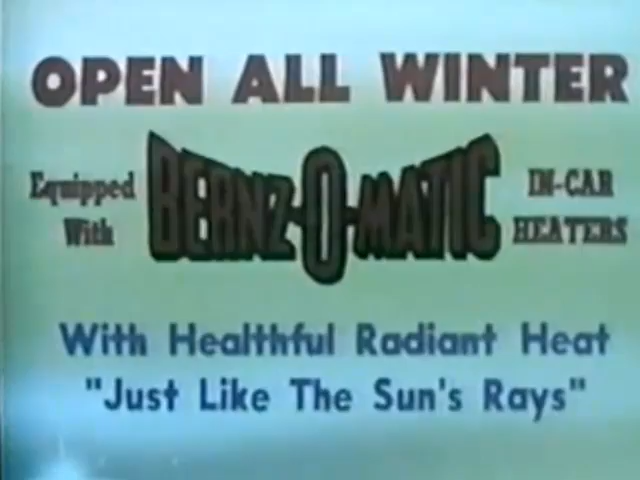 OPEN ALL WINTER
Equipped With
BERNZ-O-MATIC
IN-CAR HEATERS
With Healthful Radiant Heat
"Just Like The Sun's Rays"